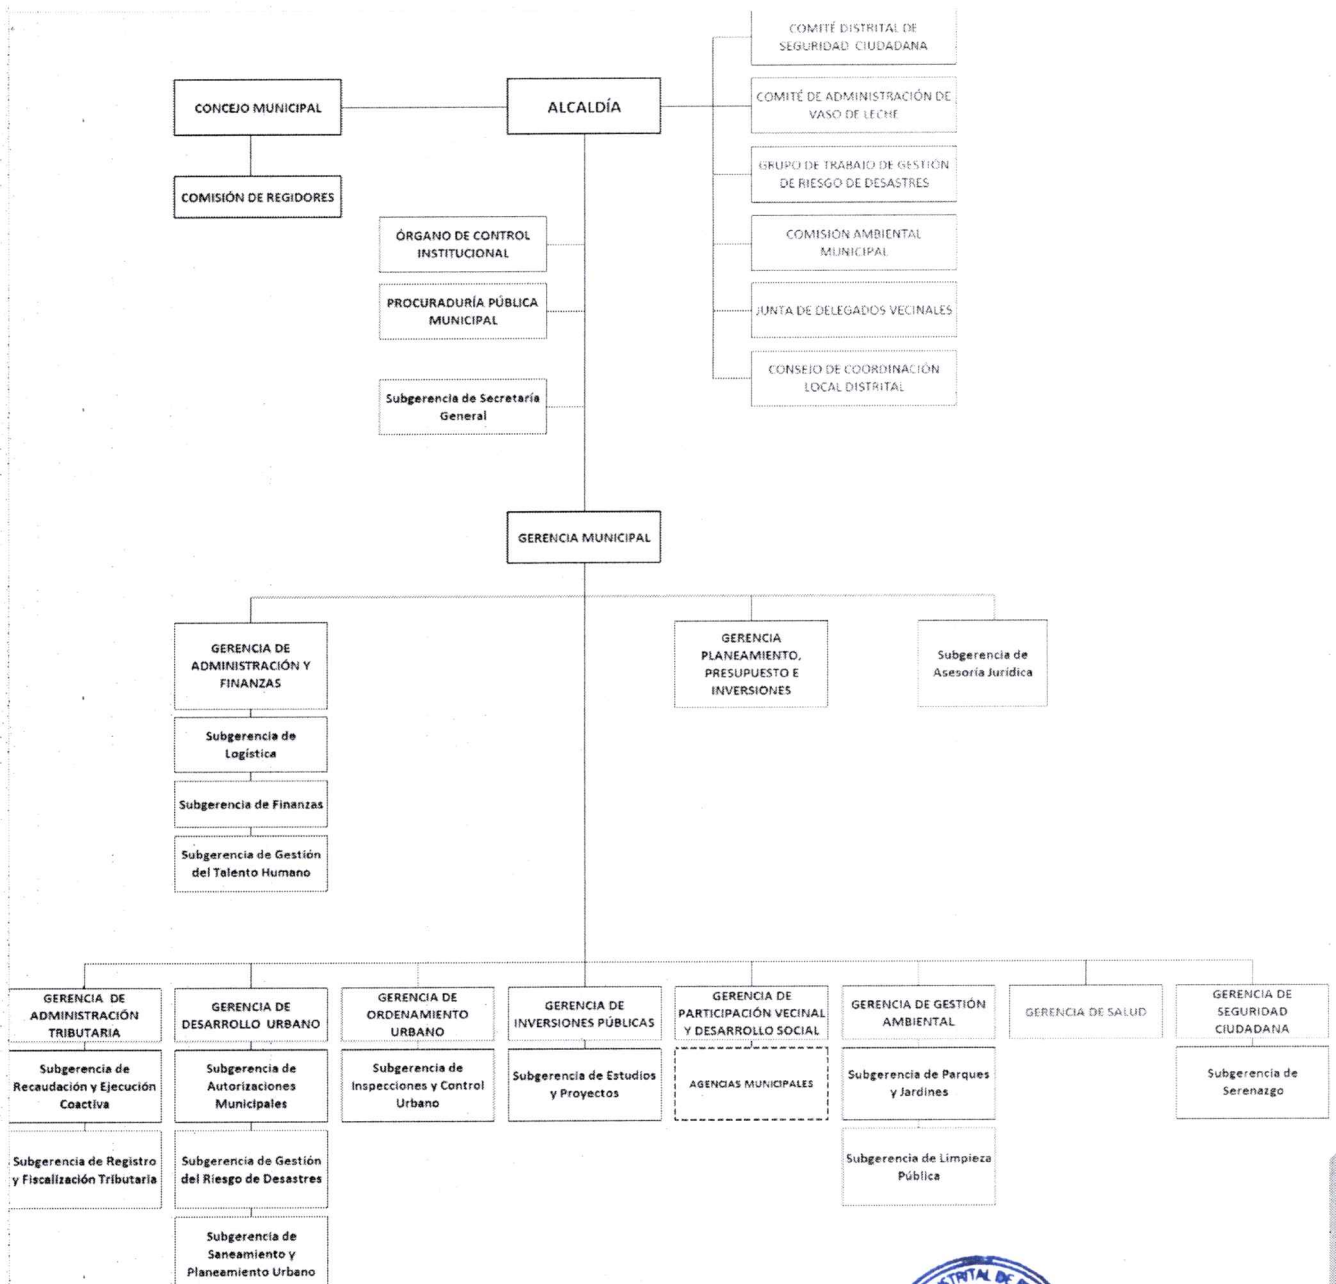 COMITÉ DISTRITAL DE
SEGURIDAD CIUDADANA
CONCEJO MUNICIPAL
ALCALDÍA
COMITÉ DE ADMINISTRACIÓN DE
VASO DE LECHE
COMISIÓN DE REGIDORES
GRUPO DE TRABAJO DE GESTIÓN
DE RIESGO DE DESASTRES
ÓRGANO DE CONTROL
INSTITUCIONAL
COMISIÓN AMBIENTAL
MUNICIPAL
PROCURADURÍA PÚBLICA
MUNICIPAL
JUNTA DE DELEGADOS VECINALES
Subgerencia de Secretaría
General
CONSEJO DE COORDINACIÓN
LOCAL DISTRITAL
GERENCIA MUNICIPAL
GERENCIA DE
ADMINISTRACIÓN Y
FINANZAS
GERENCIA
PLANEAMIENTO,
PRESUPUESTO E
INVERSIONES
Subgerencia de
Asesoría Jurídica
Subgerencia de
Logística
Subgerencia de Finanzas
Subgerencia de Gestión
del Talento Humano
GERENCIA DE
ADMINISTRACIÓN
TRIBUTARIA
GERENCIA DE
DESARROLLO URBANO
GERENCIA DE
ORDENAMIENTO
URBANO
GERENCIA DE
INVERSIONES PÚBLICAS
GERENCIA DE
PARTICIPACIÓN VECINAL
Y DESARROLLO SOCIAL
GERENCIA DE GESTIÓN
AMBIENTAL
GERENCIA DE SALUD
GERENCIA DE
SEGURIDAD
CIUDADANA
Subgerencia de
Recaudación y Ejecución
Coactiva
Subgerencia de
Autorizaciones
Municipales
Subgerencia de
Inspecciones y Control
Urbano
Subgerencia de Estudios
y Proyectos
AGENCIAS MUNICIPALES
Subgerencia de Parques
y Jardines
Subgerencia de
Serenazgo
Subgerencia de Registro
y Fiscalización Tributaria
Subgerencia de Gestión
del Riesgo de Desastres
Subgerencia de Limpieza
Pública
Subgerencia de
Saneamiento y
Planeamiento Urbano
DE